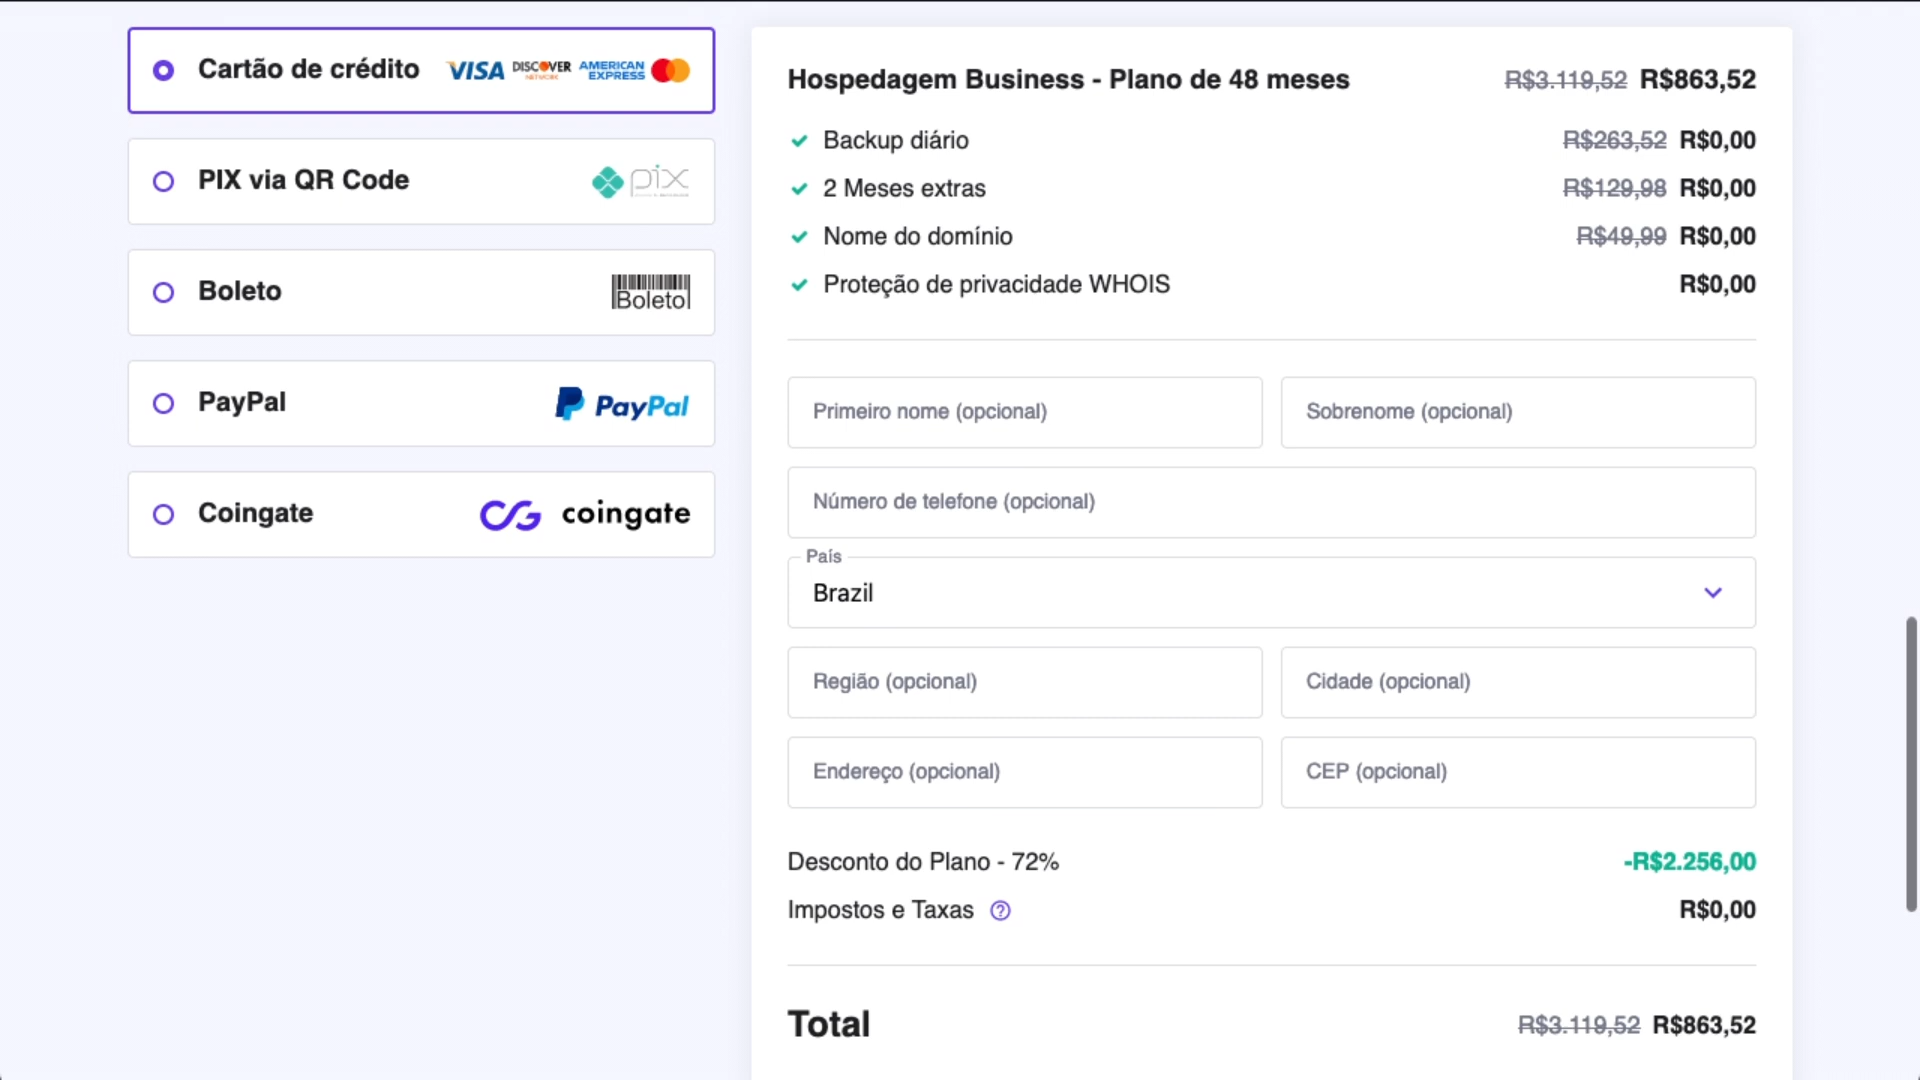 Cartão de crédito VISA DISCOVER NETWORK AMERICAN EXPRESS
PIX via QR Code pix
Boleto Boleto
PayPal PayPal
Coingate coingate
Hospedagem Business - Plano de 48 meses R$3.119,52 R$863,52
Backup diário R$263,52 R$0,00
2 Meses extras R$129,98 R$0,00
Nome do domínio R$49,99 R$0,00
Proteção de privacidade WHOIS R$0,00
Primeiro nome (opcional) Sobrenome (opcional)
Número de telefone (opcional)
País
Brazil
Região (opcional) Cidade (opcional)
Endereço (opcional) CEP (opcional)
Desconto do Plano - 72% -R$2.256,00
Impostos e Taxas ? R$0,00
Total R$3.119,52 R$863,52